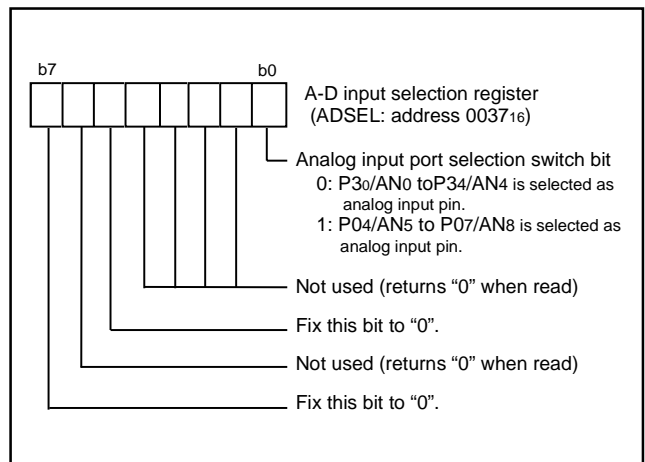 b7 b0
A-D input selection register
(ADSEL: address 003716)
Analog input port selection switch bit
0: P30/AN0 toP34/AN4 is selected as
analog input pin.
1: P04/AN5 to P07/AN8 is selected as
analog input pin.
Not used (returns “0” when read)
Fix this bit to “0”.
Not used (returns “0” when read)
Fix this bit to “0”.